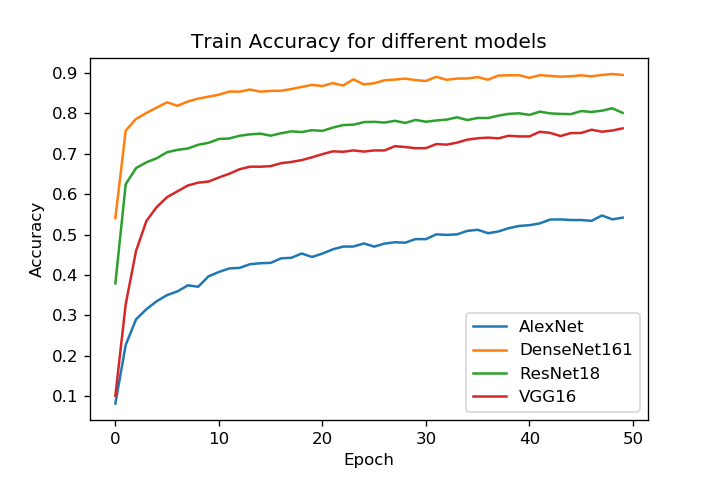 Train Accuracy for different models
Accuracy
0.9
0.8
0.7
0.6
0.5
0.4
0.3
0.2
0.1
0 10 20 30 40 50
Epoch
AlexNet
DenseNet161
ResNet18
VGG16